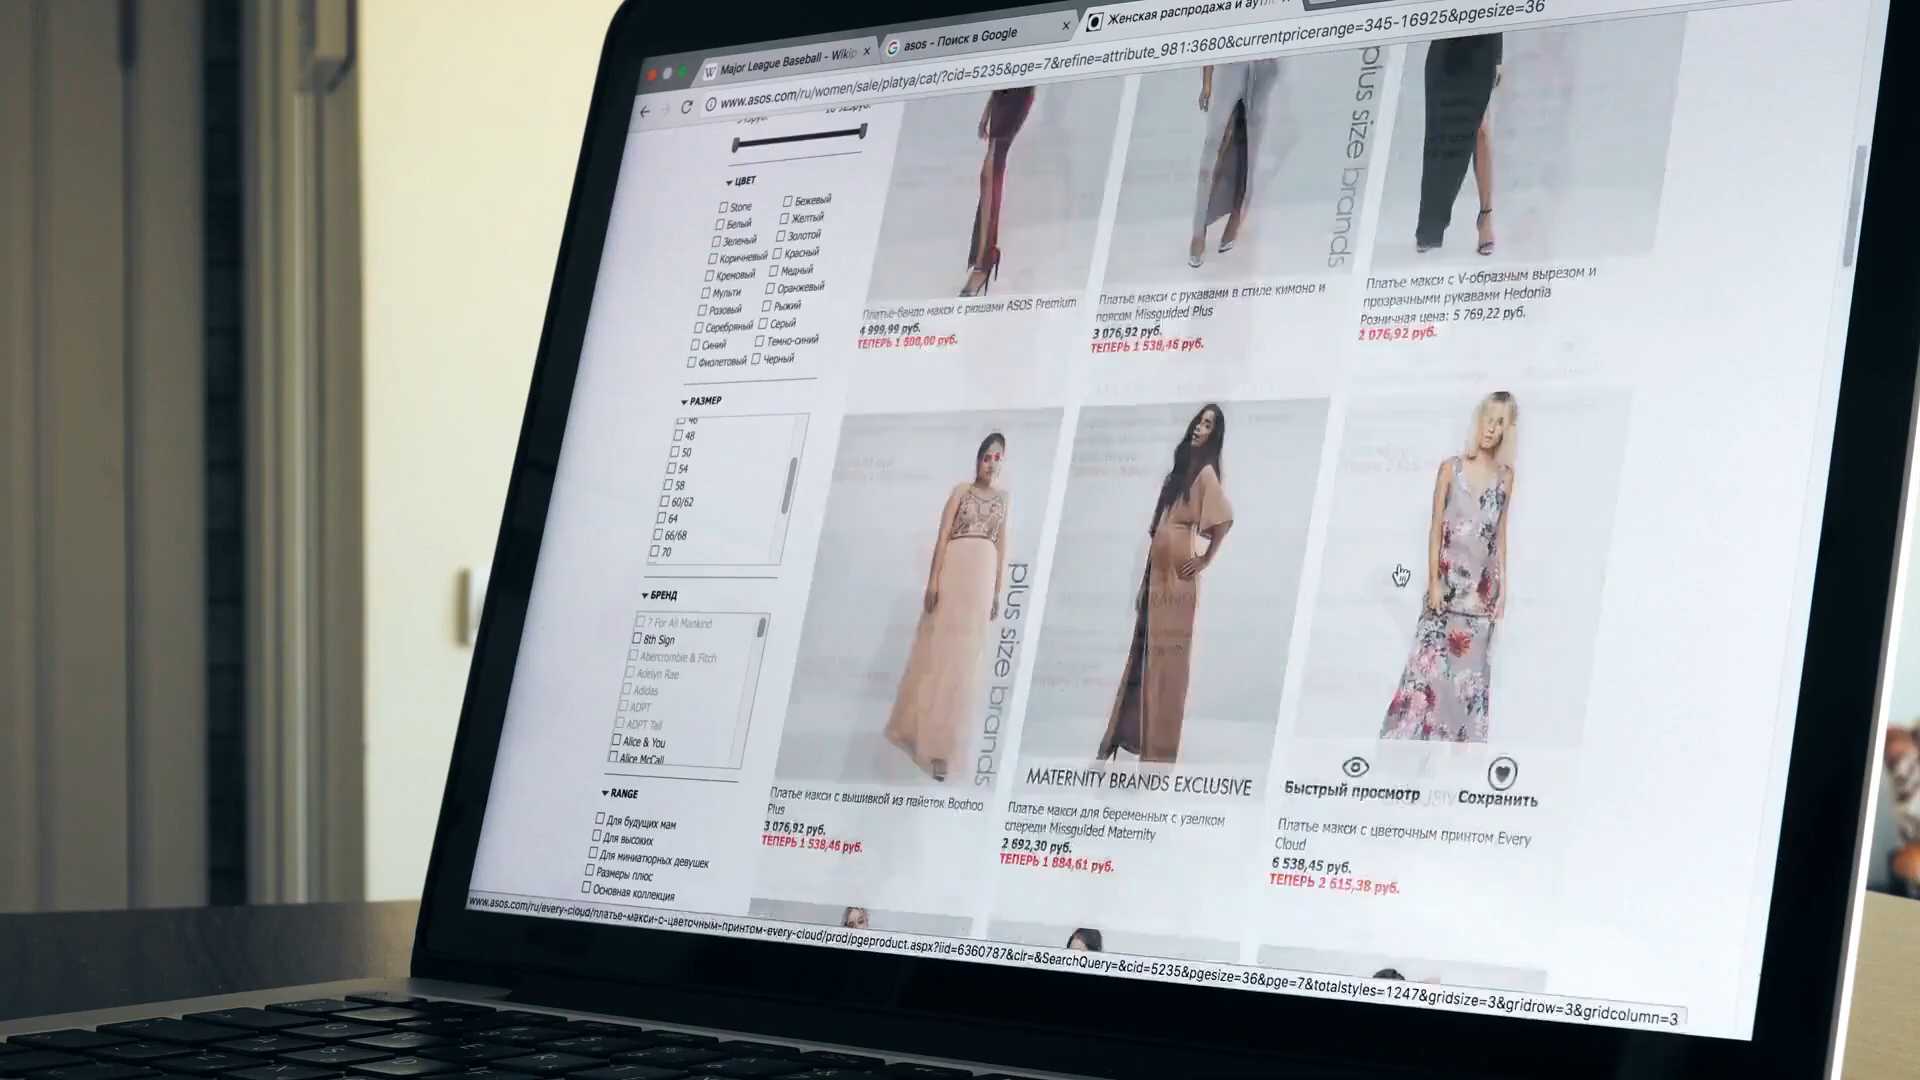 Major League Baseball - Wikip
asos - Поиск в Google
Женская распродажа и аутл
www.asos.com/ru/women/sale/platya/cat/?cid=5235&pge=7&refine=attribute_981:3680&currentpricerange=345-16925&pgesize=36
ЦВЕТ
Stone
Бежевый
Белый
Желтый
Зеленый
Золотой
Коричневый
Красный
Кремовый
Медный
Мульти
Оранжевый
Розовый
Рыжий
Серебряный
Серый
Синий
Темно-синий
Фиолетовый
Черный
РАЗМЕР
46
48
50
54
58
60/62
64
66/68
70
БРЕНД
7 For All Mankind
8th Sign
Abercrombie & Fitch
Adelyn Rae
Adidas
ADPT
ADPT Tall
Alice & You
Alice McCall
RANGE
Для будущих мам
Для высоких
Для миниатюрных девушек
Размеры плюс
Основная коллекция
Платье-бандо макси с рюшами ASOS Premium
4 999,99 руб.
ТЕПЕРЬ 1 500,00 руб.
plus size brands
Платье макси с рукавами в стиле кимоно и
поясом Missguided Plus
3 076,92 руб.
ТЕПЕРЬ 1 538,46 руб.
Платье макси с V-образным вырезом и
прозрачными рукавами Hedonia
Розничная цена: 5 769,22 руб.
2 076,92 руб.
plus size brands
Платье макси с вышивкой из пайеток Boohoo
Plus
3 076,92 руб.
ТЕПЕРЬ 1 538,46 руб.
MATERNITY BRANDS EXCLUSIVE
Платье макси для беременных с узелком
спереди Missguided Maternity
2 692,30 руб.
ТЕПЕРЬ 1 884,61 руб.
Быстрый просмотр
Сохранить
Платье макси с цветочным принтом Every
Cloud
6 538,45 руб.
ТЕПЕРЬ 2 615,38 руб.
www.asos.com/ru/every-cloud/платье-макси-с-цветочным-принтом-every-cloud/prod/pgeproduct.aspx?iid=6360787&clr=&SearchQuery=&cid=5235&pgesize=36&pge=7&totalstyles=1247&gridsize=3&gridrow=3&gridcolumn=3